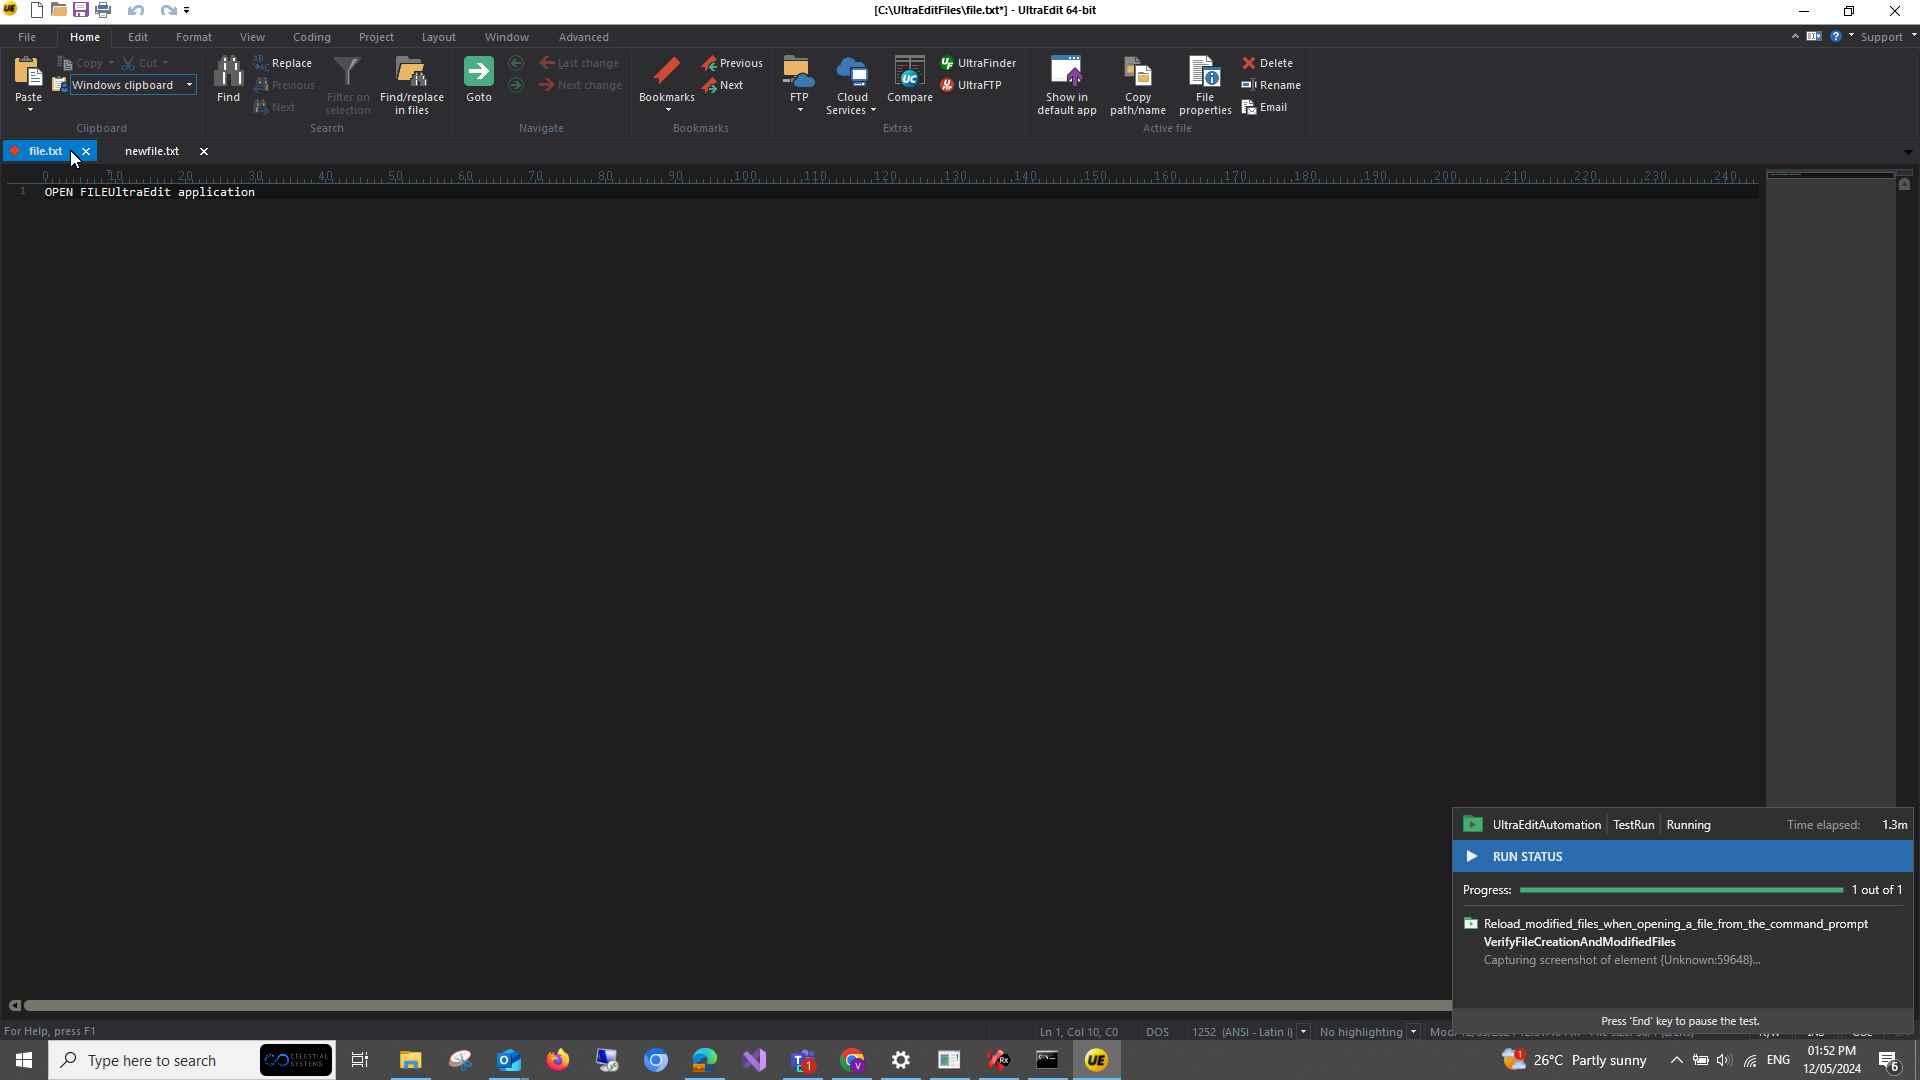 [C:\UltraEditFiles\file.txt*] - UltraEdit 64-bit
File Home Edit Format View Coding Project Layout Window Advanced Support
Copy Cut
Paste
Windows clipboard
Clipboard
Find
Replace
Previous
Next
Filter on selection
Find/replace in files
Search
Goto
Last change
Next change
Navigate
Bookmarks
Previous
Next
Bookmarks
FTP
Cloud Services
Compare
UltraFinder
UltraFTP
Extras
Show in default app
Copy path/name
File properties
Delete
Rename
Email
Active file
file.txt newfile.txt
0 10 20 30 40 50 60 70 80 90 100 110 120 130 140 150 160 170 180 190 200 210 220 230 240
1 OPEN FILEUltraEdit application
UltraEditAutomation TestRun Running Time elapsed: 1.3m
RUN STATUS
Progress: 1 out of 1
Reload_modified_files_when_opening_a_file_from_the_command_prompt
VerifyFileCreationAndModifiedFiles
Capturing screenshot of element {Unknown:59648}...
Press 'End' key to pause the test.
For Help, press F1 Ln 1, Col 10, C0 DOS 1252 (ANSI - Latin I) No highlighting
Type here to search
CELESTIAL SYSTEMS
26°C Partly sunny
ENG
01:52 PM
12/05/2024
6